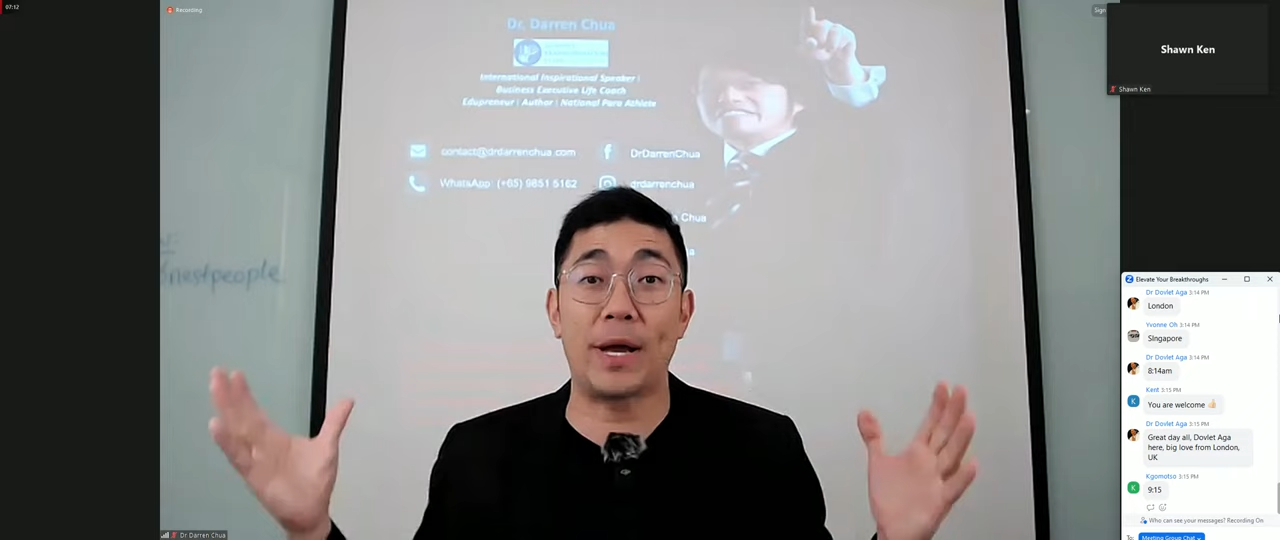 07:12
Recording
Sign
Dr. Darren Chua
International Inspirational Speaker |
Business Executive Life Coach
Edupreneur | Author | National Para Athlete
contact@drdarrenchua.com
DrDarrenChua
WhatsApp: (+65) 9851 5162
drdarrenchua
Chua
nestpeople
Dr Darren Chua
Shawn Ken
Shawn Ken
Elevate Your Breakthroughs
Dr Dovlet Aga 3:14 PM
London
Yvonne Oh 3:14 PM
SIngapore
Dr Dovlet Aga 3:14 PM
8:14am
Kent 3:15 PM
K
You are welcome 👍
Dr Dovlet Aga 3:15 PM
Great day all, Dovlet Aga
here, big love from London,
UK
Kgomotso 3:15 PM
K
9:15
Who can see your messages? Recording On
Meeting Group Chat